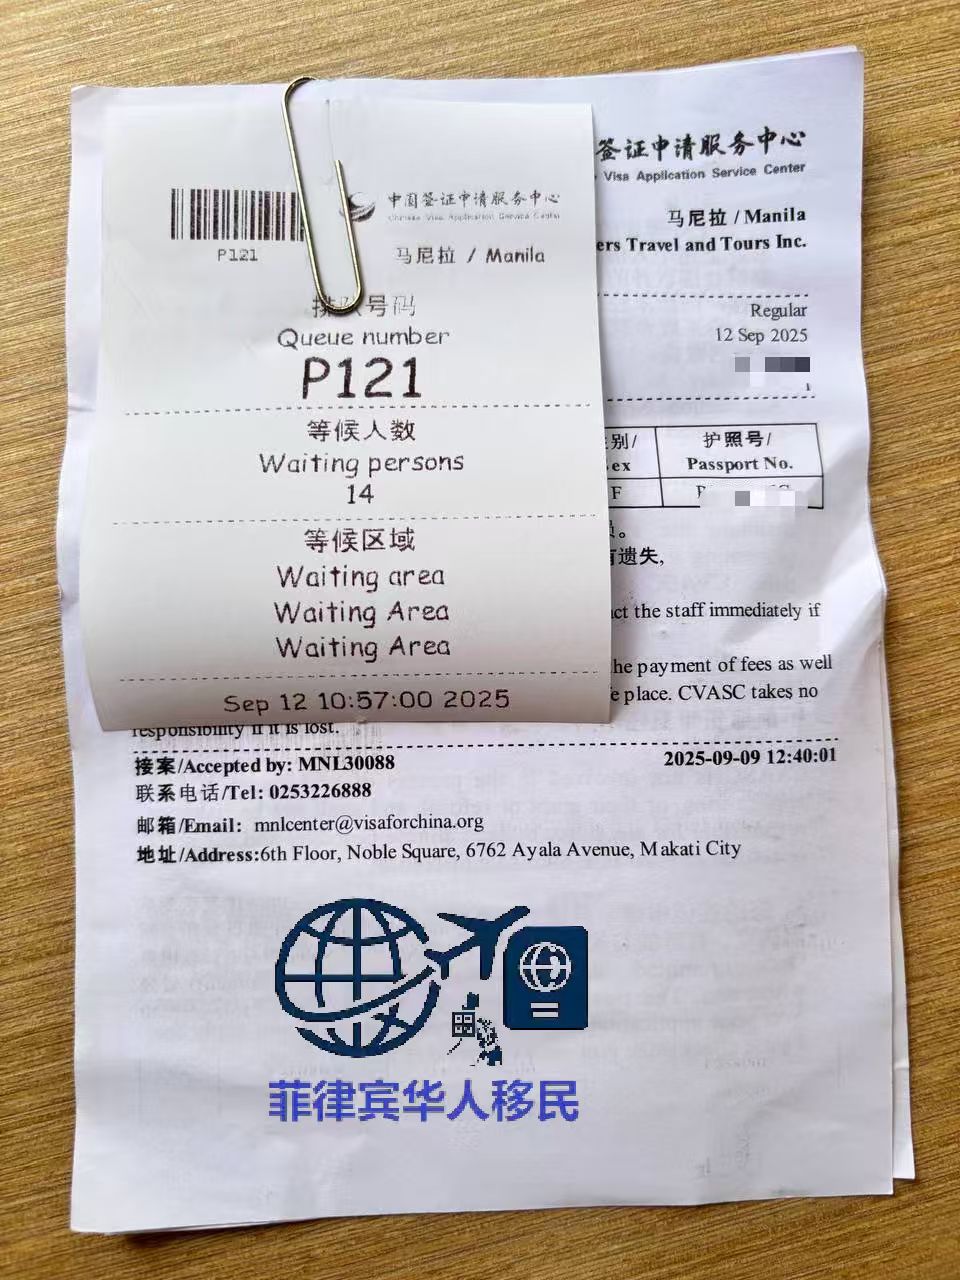 P121
中国签证申请服务中心
Chinese Visa Application Service Center
马尼拉 / Manila
号码
Queue number
P121
等候人数
Waiting persons
14
等候区域
Waiting area
Waiting Area
Waiting Area
Sep 12 10:57:00 2025
签证申请服务中心
Visa Application Service Center
马尼拉 / Manila
ers Travel and Tours Inc.
Regular
12 Sep 2025
别/
ex
护照号/
Passport No.
F
。
有遗失,
act the staff immediately if
he payment of fees as well
e place. CVASC takes no
responsibility if it is lost.
接案/Accepted by: MNL30088
2025-09-09 12:40:01
联系电话/Tel: 0253226888
邮箱/Email: mnlcenter@visaforchina.org
地址/Address:6th Floor, Noble Square, 6762 Ayala Avenue, Makati City
菲律宾华人移民